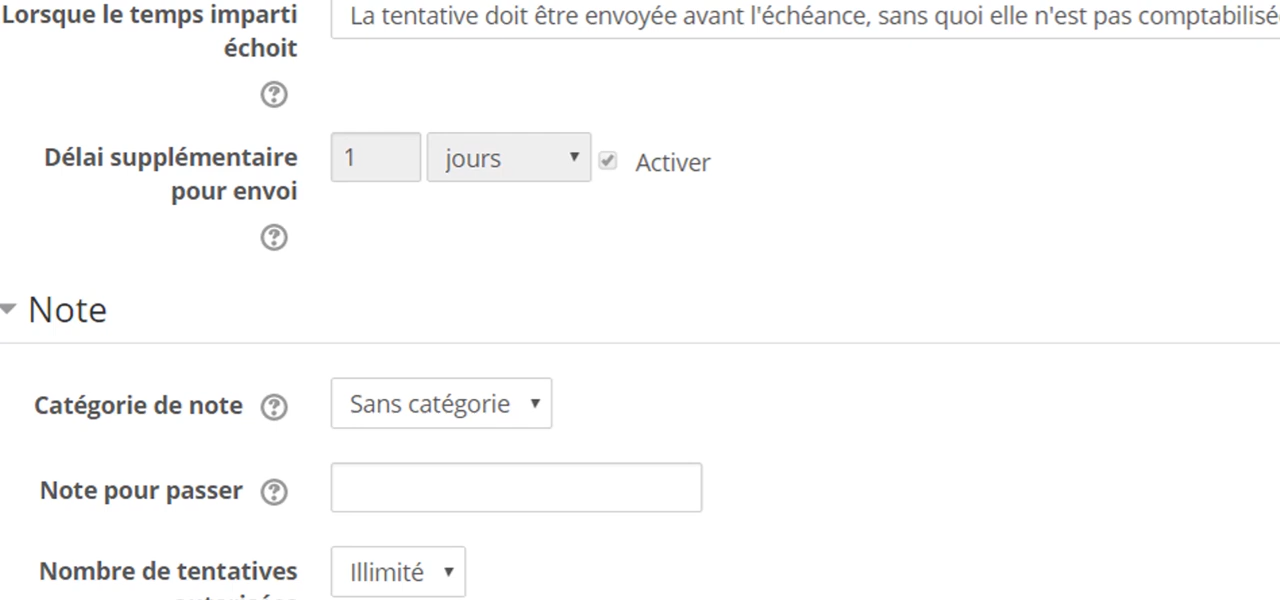 Lorsque le temps imparti
échoit
La tentative doit être envoyée avant l'échéance, sans quoi elle n'est pas
Délai supplémentaire
pour envoi
1
jours
Activer
Note
Catégorie de note
Sans catégorie
Note pour passer
Nombre de tentatives
Illimité